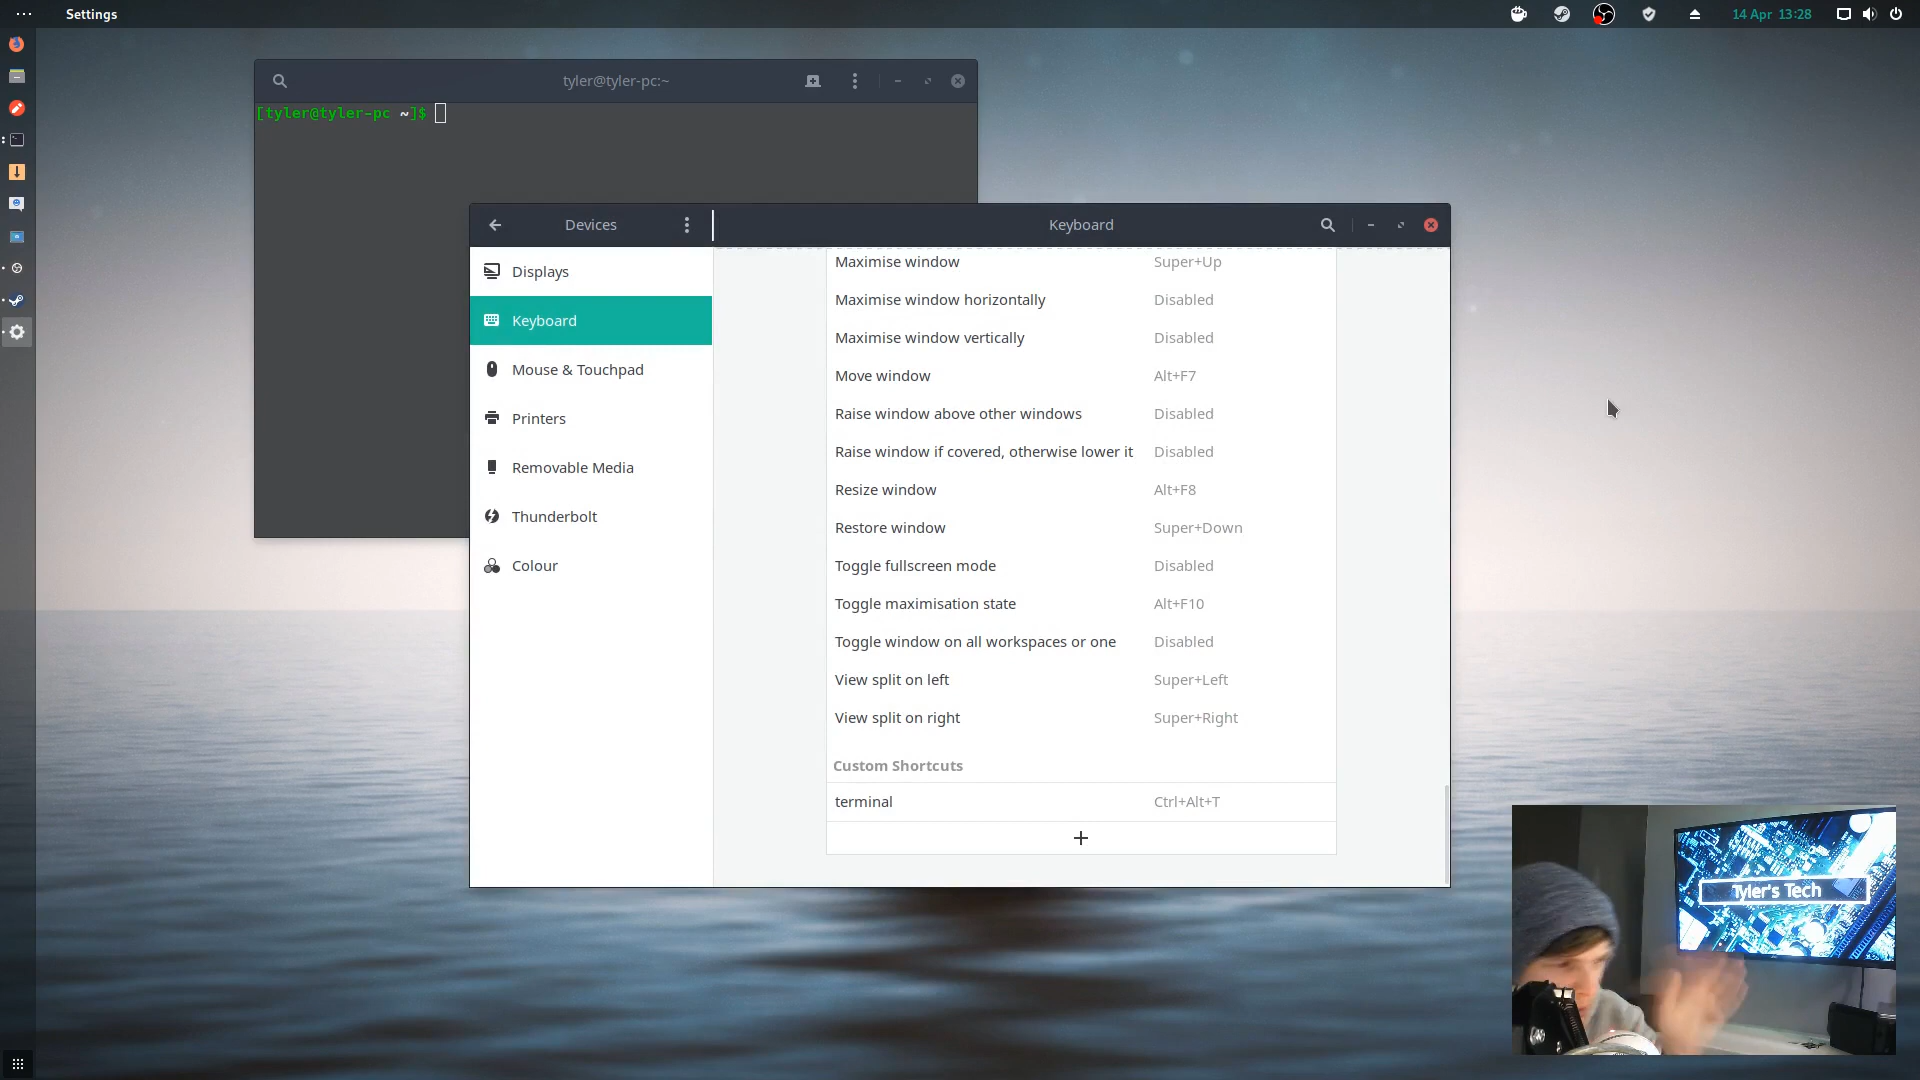 Settings
14 Apr 13:28
tyler@tyler-pc:~
[tyler@tyler-pc ~]$
Devices
Keyboard
Displays
Keyboard
Mouse & Touchpad
Printers
Removable Media
Thunderbolt
Colour
Maximise window Super+Up
Maximise window horizontally Disabled
Maximise window vertically Disabled
Move window Alt+F7
Raise window above other windows Disabled
Raise window if covered, otherwise lower it Disabled
Resize window Alt+F8
Restore window Super+Down
Toggle fullscreen mode Disabled
Toggle maximisation state Alt+F10
Toggle window on all workspaces or one Disabled
View split on left Super+Left
View split on right Super+Right
Custom Shortcuts
terminal Ctrl+Alt+T
Tyler's Tech